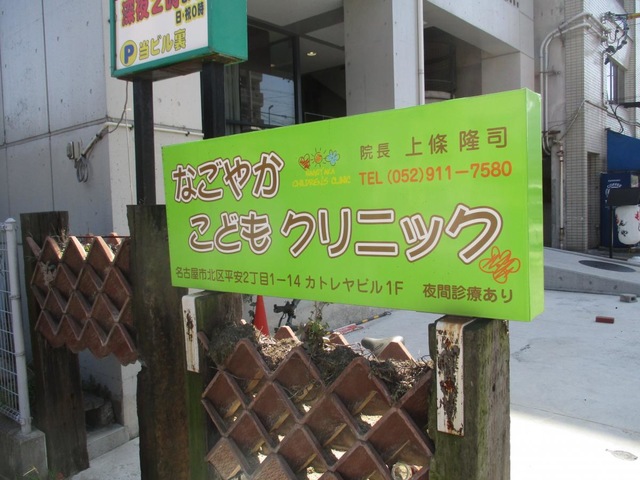 深夜2時
日・祝0時
P 当ビル裏
なごやか
こども クリニック
CHILDREN'S CLINIC
院長 上條 隆司
TEL (052)911-7580
名古屋市北区平安2丁目1-14 カトレヤビル1F
夜間診療あり